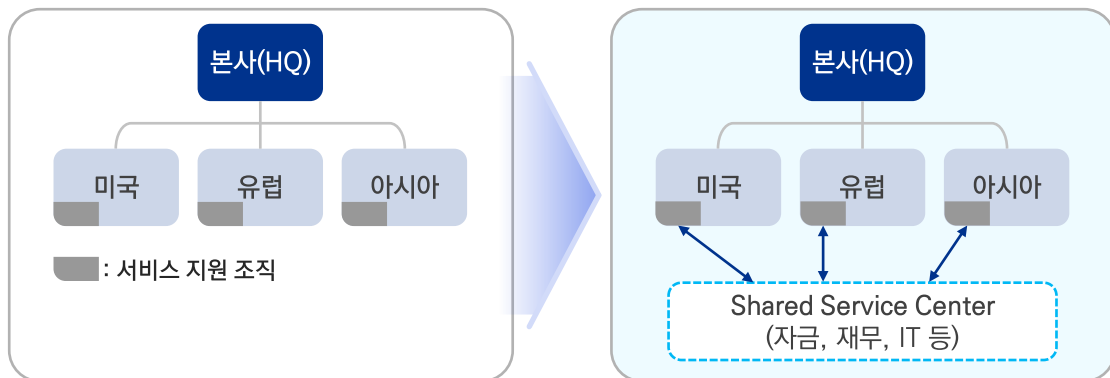 본사(HQ)
미국
유럽
아시아
: 서비스 지원 조직
본사(HQ)
미국
유럽
아시아
Shared Service Center
(자금, 재무, IT 등)